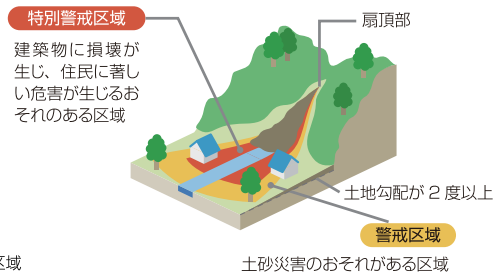 特別警戒区域
建築物に損壊が
生じ、住民に著し
い危害が生じるお
それのある区域
扇頂部
土地勾配が２度以上
警戒区域
土砂災害のおそれがある区域
区域